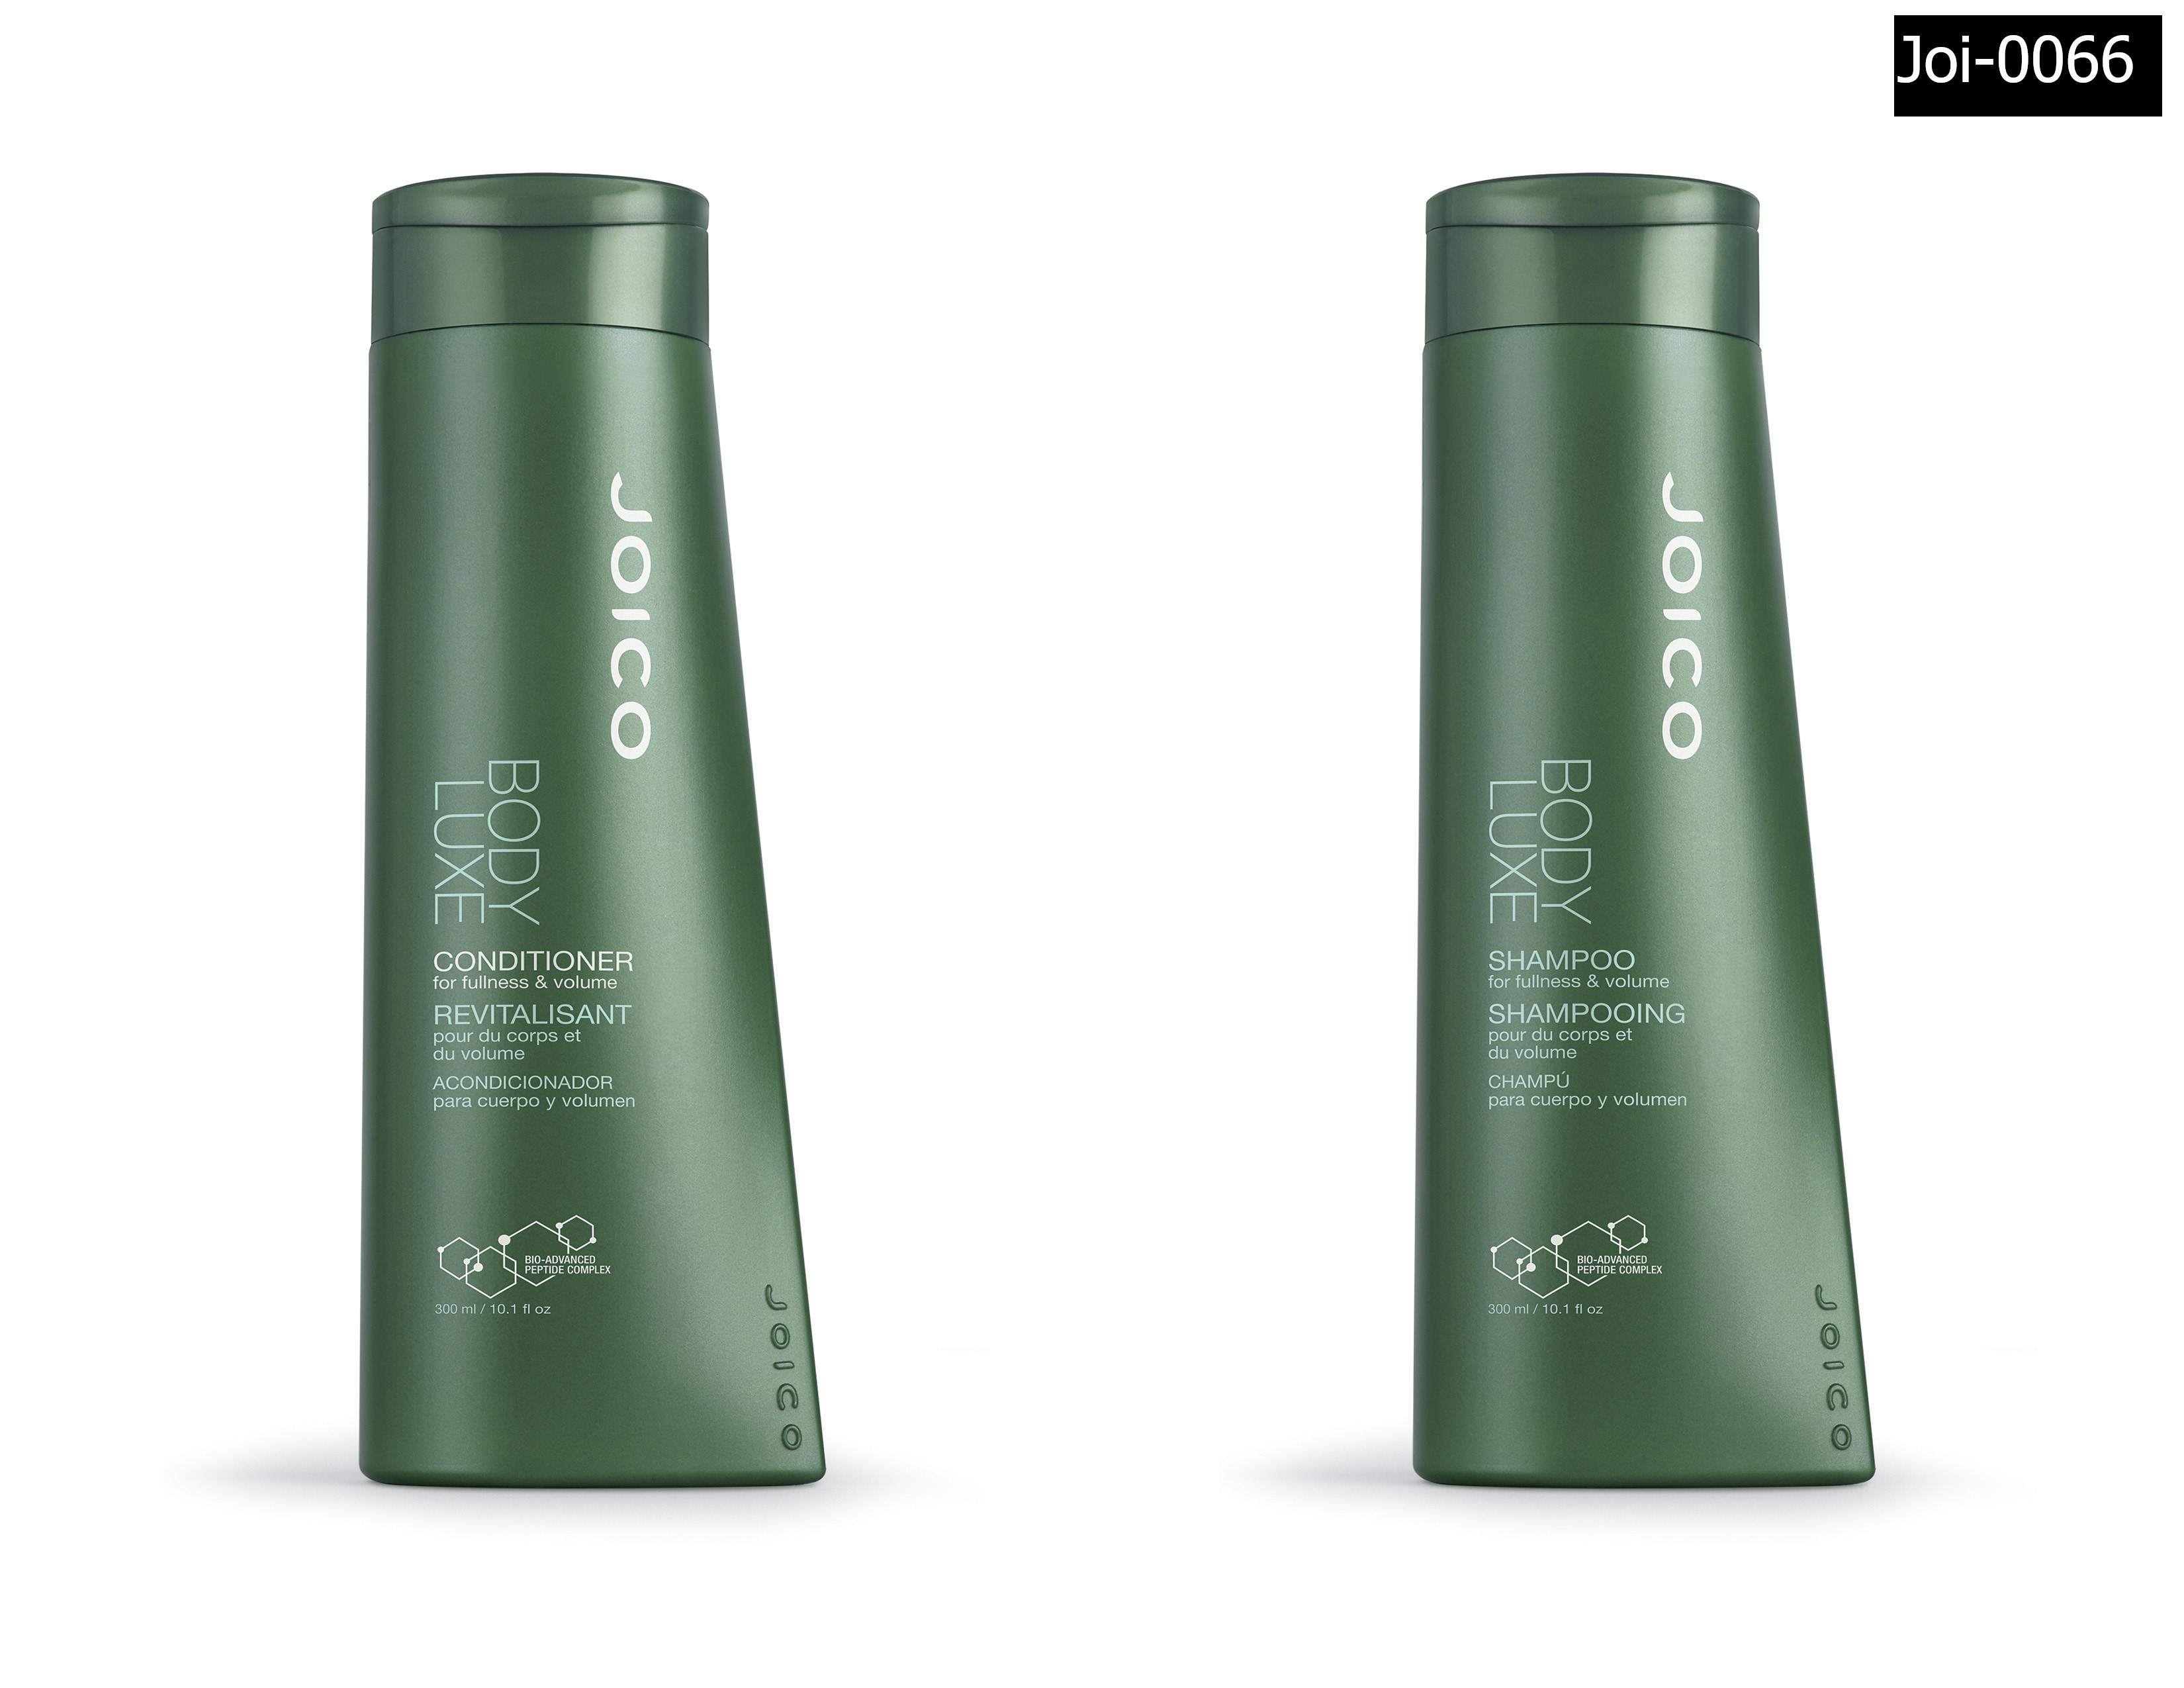 Joi-0066
JOICO
BODY
LUXE
CONDITIONER
for fullness & volume
REVITALISANT
pour du corps et
du volume
ACONDICIONADOR
para cuerpo y volumen
BIO-ADVANCED
PEPTIDE COMPLEX
300 ml / 10.1 fl oz
JOICO
JOICO
BODY
LUXE
SHAMPOO
for fullness & volume
SHAMPOOING
pour du corps et
du volume
CHAMPÚ
para cuerpo y volumen
BIO-ADVANCED
PEPTIDE COMPLEX
300 ml / 10.1 fl oz
JOICO